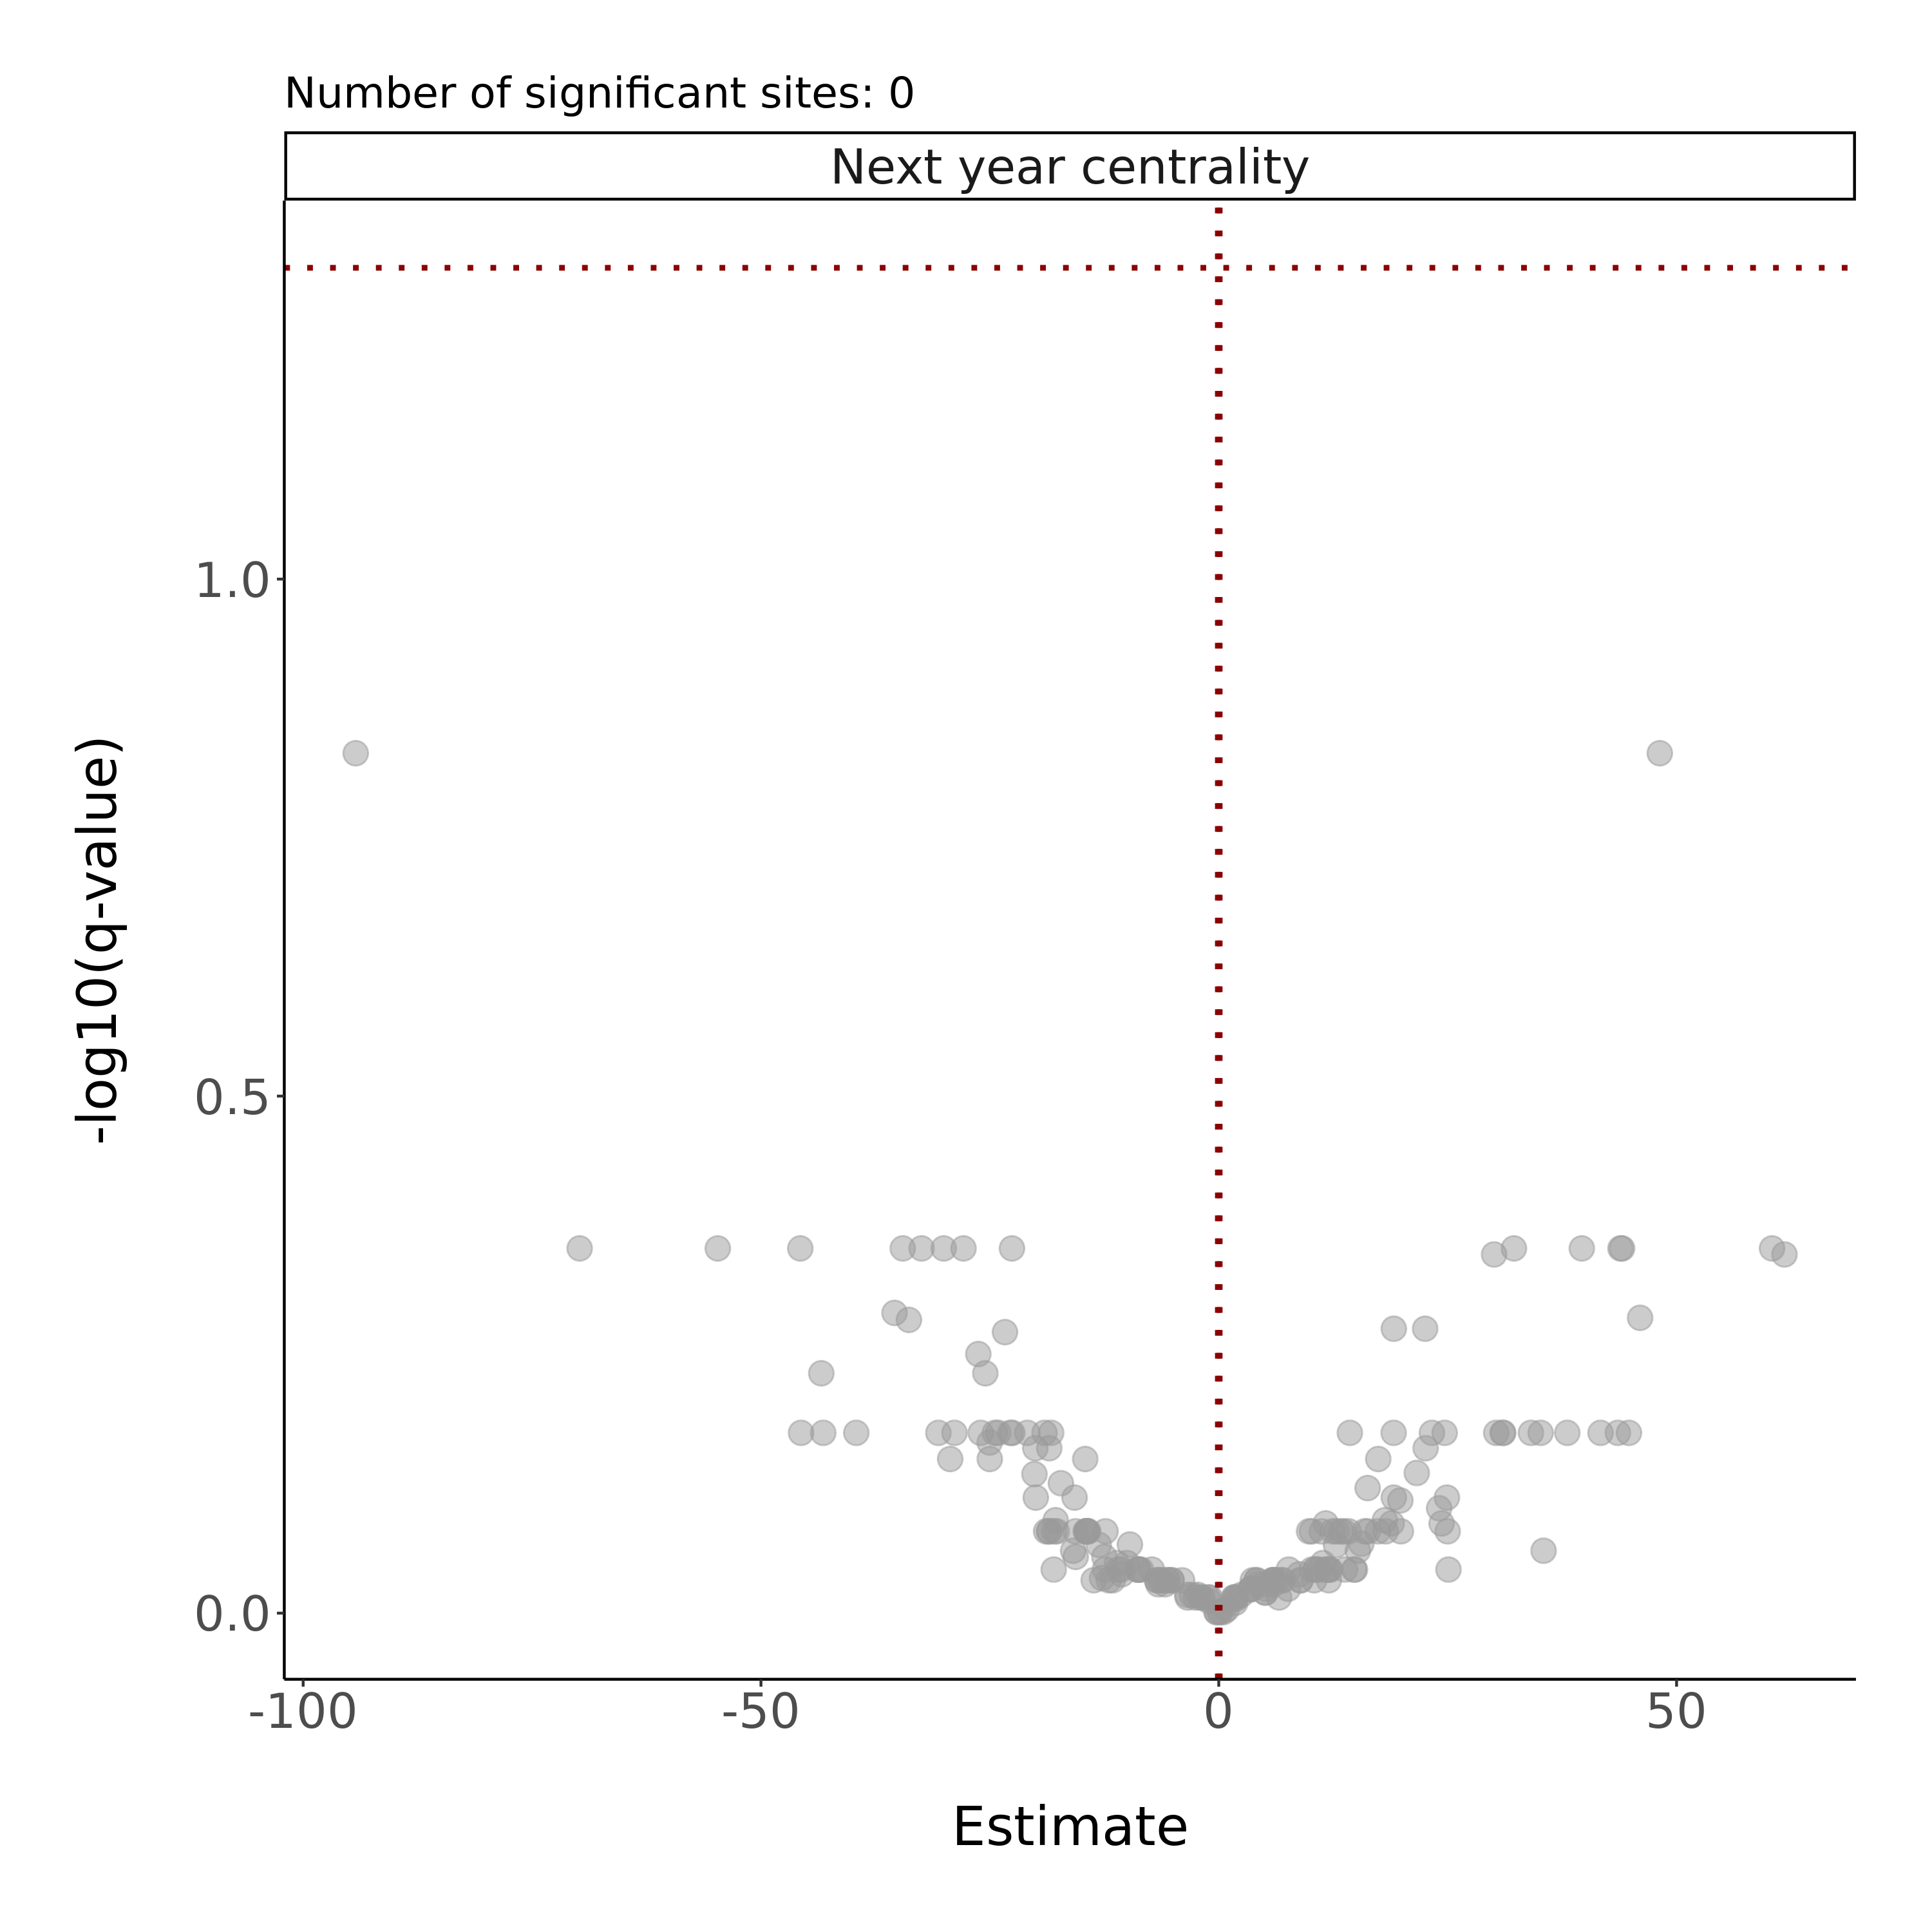 Number of significant sites: 0
Next year centrality
1.0
0.5
0.0
-log10(q-value)
-100
-50
0
50
Estimate